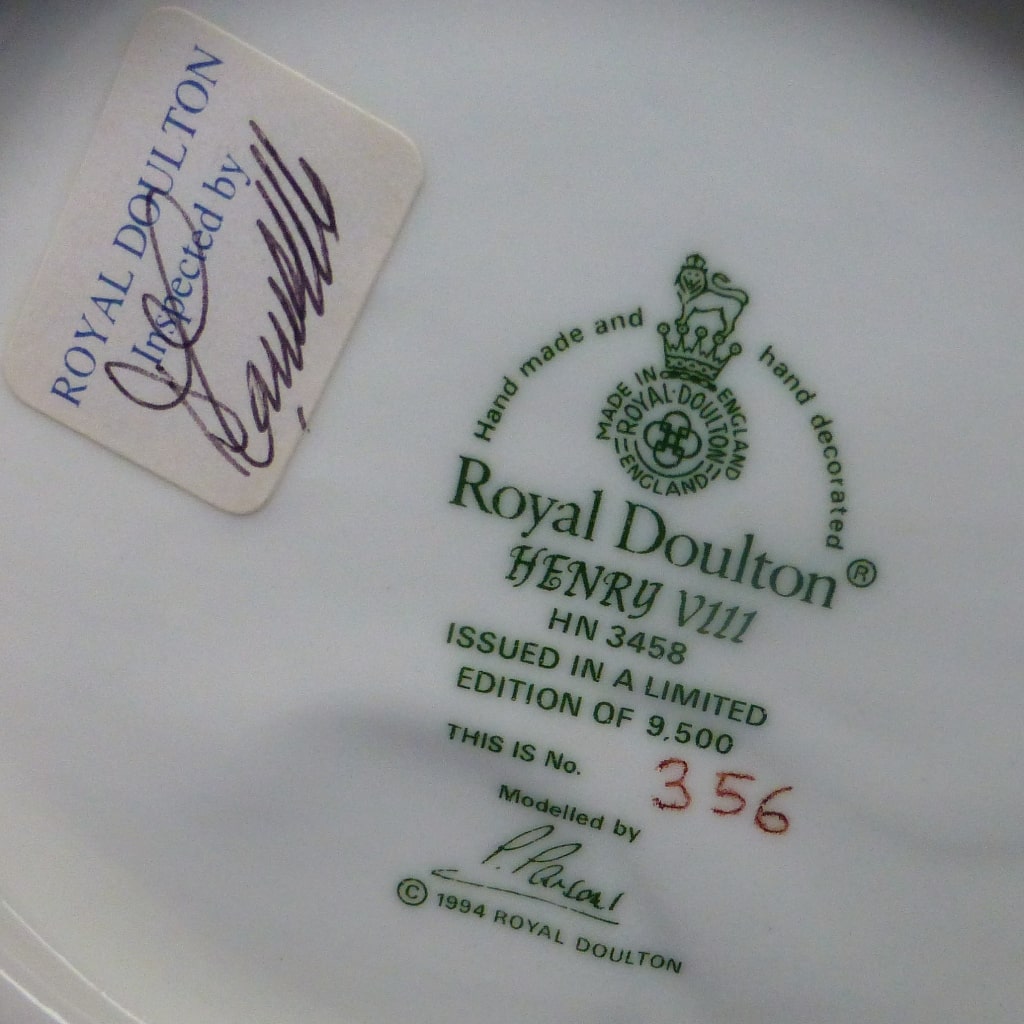 ROYAL DOULTON
Inspected by
Hand made and hand decorated
MADE IN ENGLAND
ROYAL·DOULTON
ENGLAND
Royal Doulton®
HENRY VIII
HN 3458
ISSUED IN A LIMITED
EDITION OF 9,500
THIS IS No. 356
Modelled by
P. Parsons
© 1994 ROYAL DOULTON